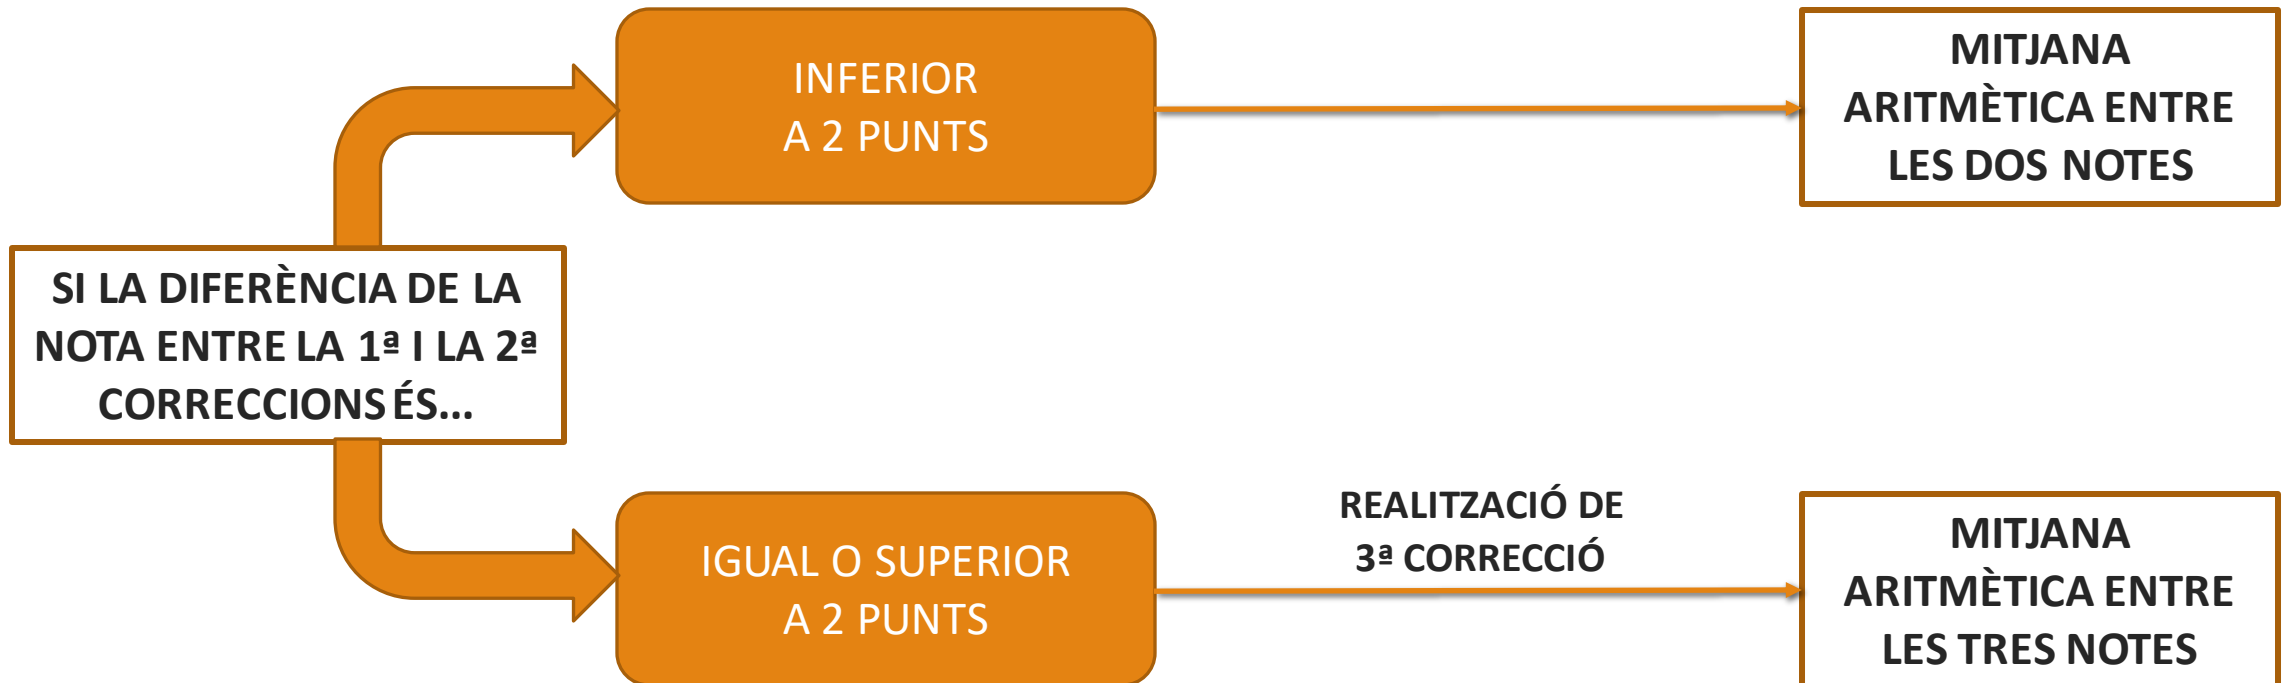 INFERIOR
A 2 PUNTS
MITJANA
ARITMÈTICA ENTRE
LES DOS NOTES
SI LA DIFERÈNCIA DE LA
NOTA ENTRE LA 1ª I LA 2ª
CORRECCIONS ÉS...
IGUAL O SUPERIOR
A 2 PUNTS
REALITZACIÓ DE
3ª CORRECCIÓ
MITJANA
ARITMÈTICA ENTRE
LES TRES NOTES